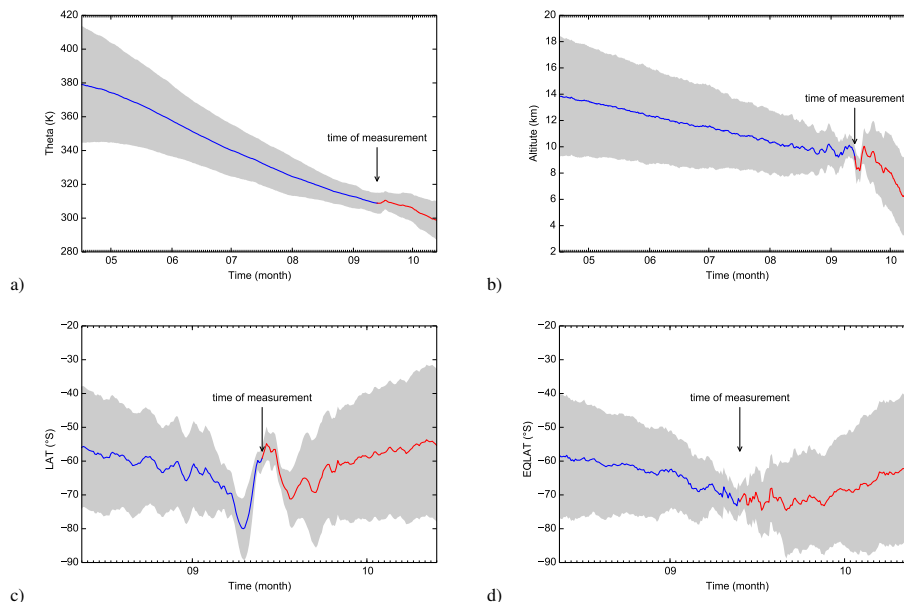 420
400
380
360
340
320
300
280
Theta (K)
time of measurement
05 06 07 08 09 10
Time (month)
a)
18
16
14
12
10
8
6
4
2
Altitute (km)
time of measurement
05 06 07 08 09 10
Time (month)
b)
−20
−30
−40
−50
−60
−70
−80
−90
LAT (°S)
time of measurement
09 10
Time (month)
c)
−20
−30
−40
−50
−60
−70
−80
−90
EQLAT (°S)
time of measurement
09 10
Time (month)
d)